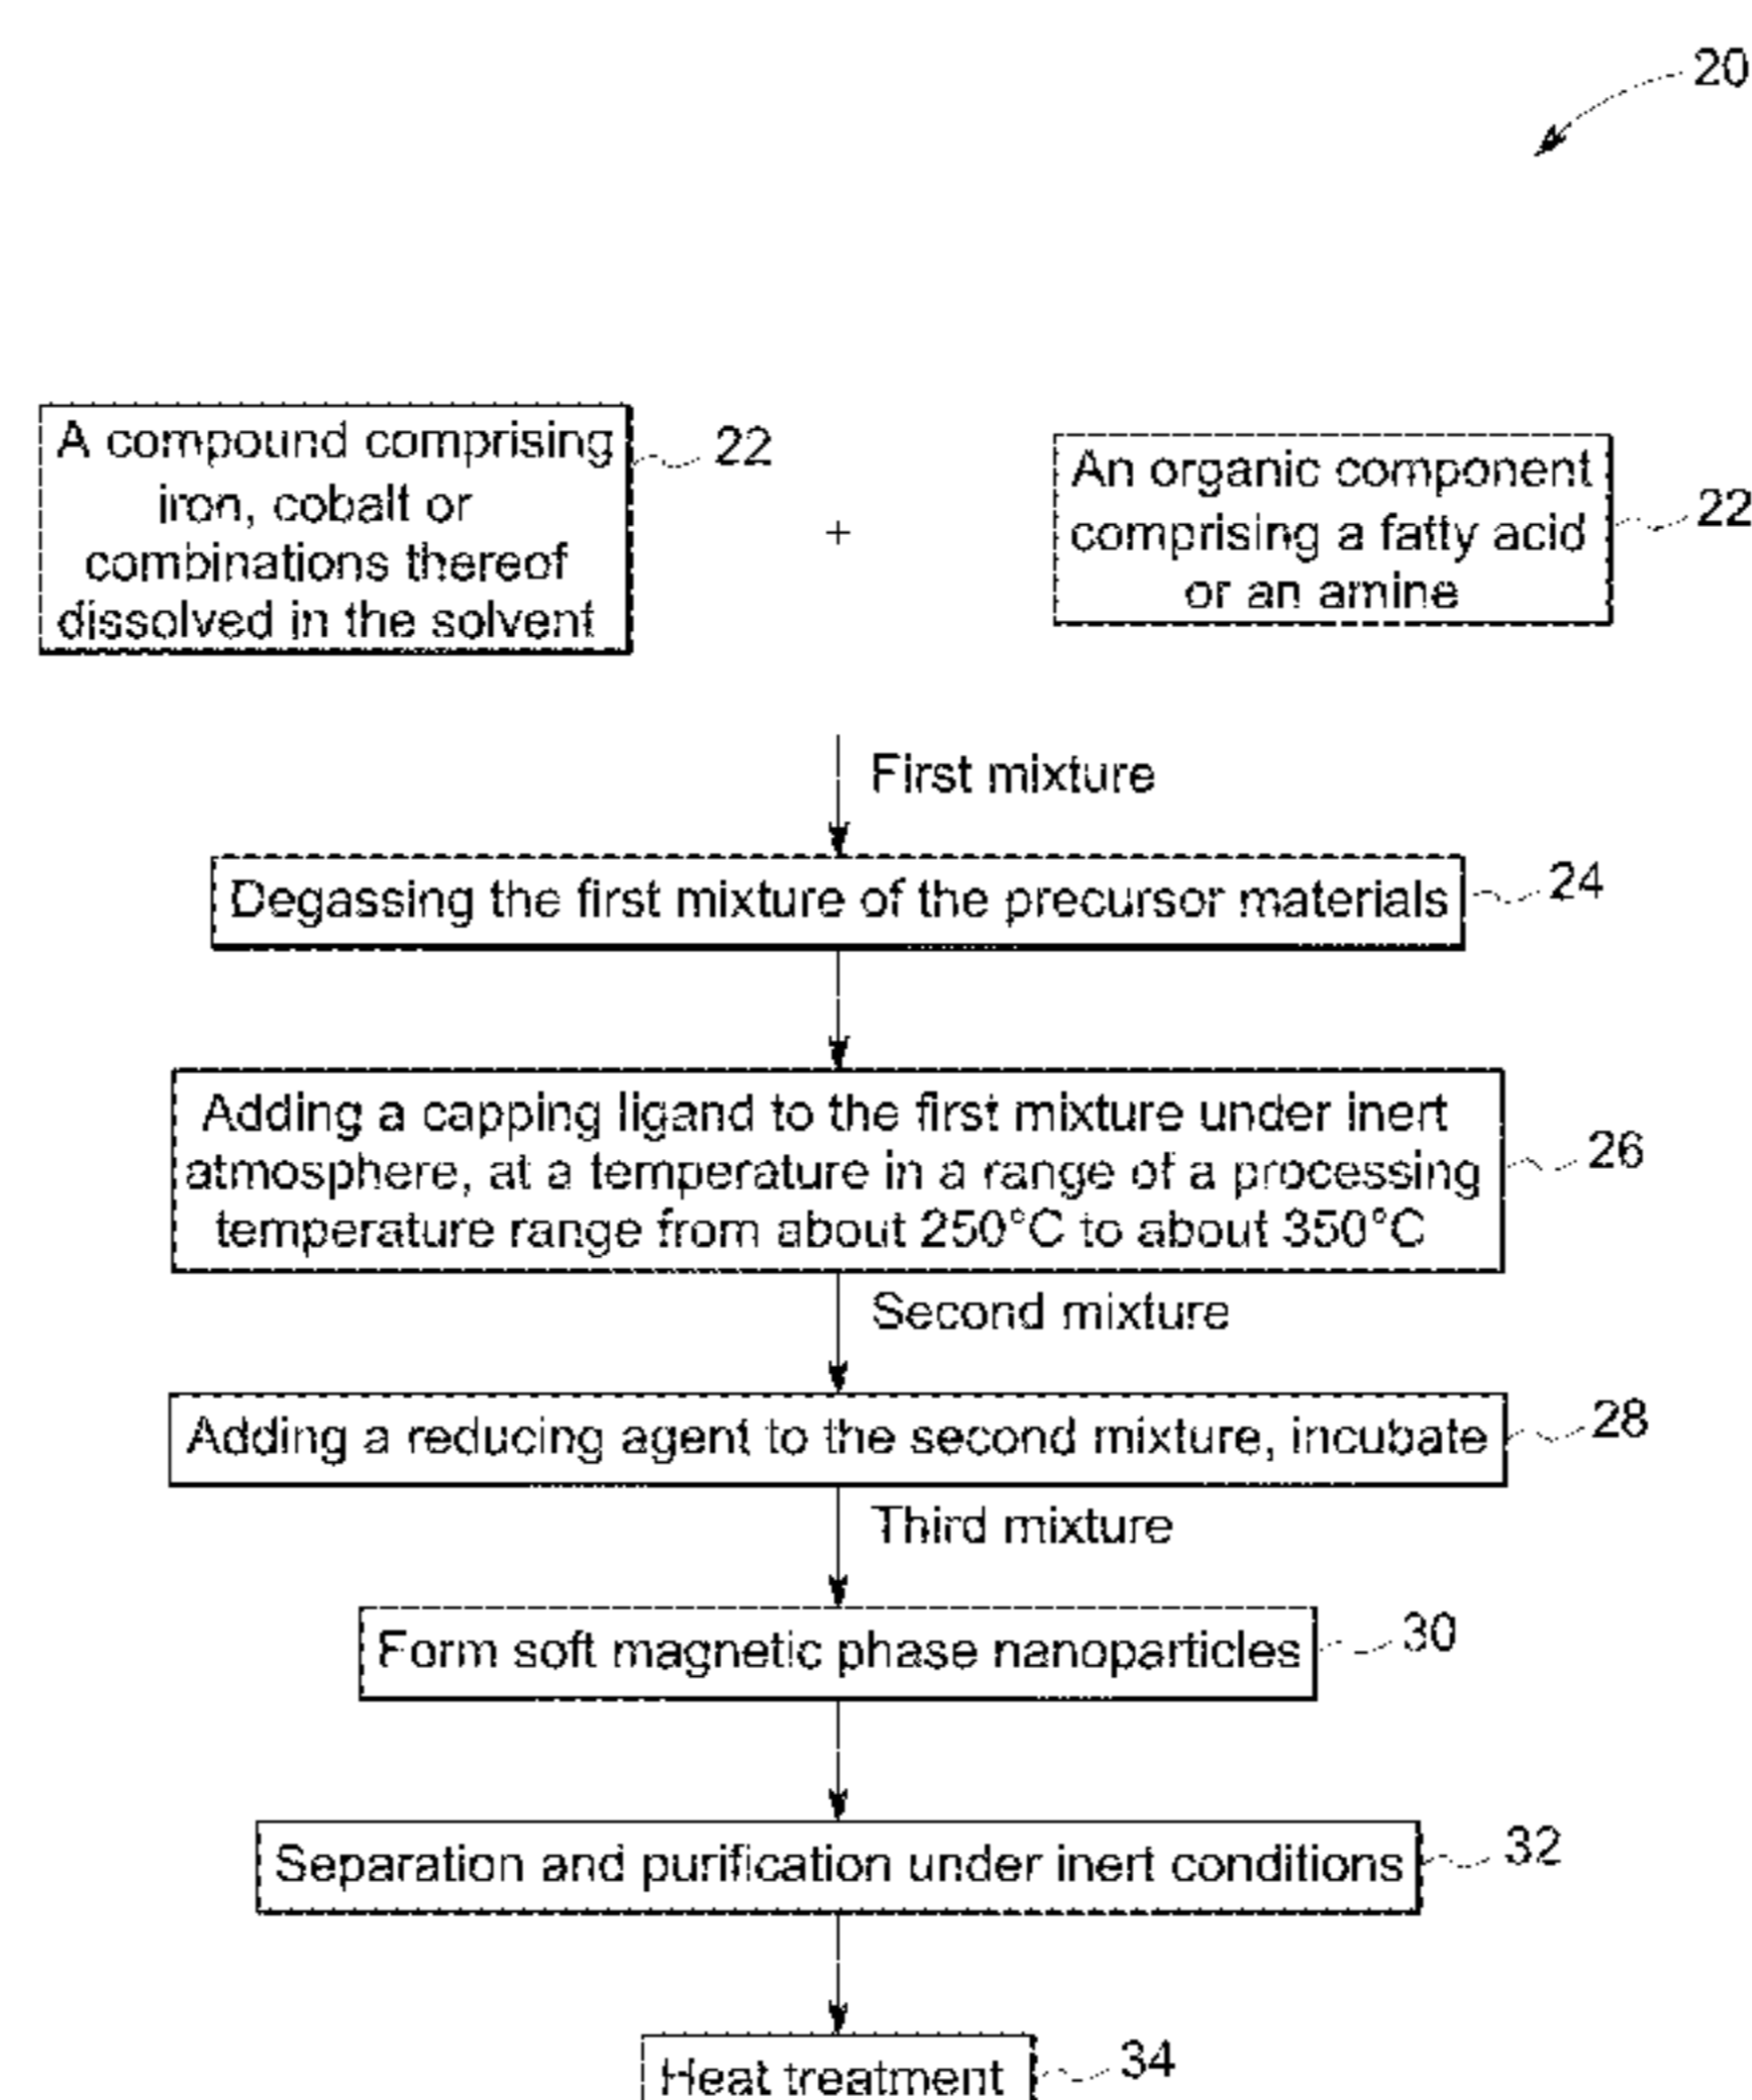 20
A compound comprising
iron, cobalt or
combinations thereof
dissolved in the solvent
22
+
An organic component
comprising a fatty acid
or an amine
22
First mixture
Degassing the first mixture of the precursor materials
24
Adding a capping ligand to the first mixture under inert
atmosphere, at a temperature in a range of a processing
temperature range from about 250°C to about 350°C
26
Second mixture
Adding a reducing agent to the second mixture, incubate
28
Third mixture
Form soft magnetic phase nanoparticles
30
Separation and purification under inert conditions
32
Heat treatment
34